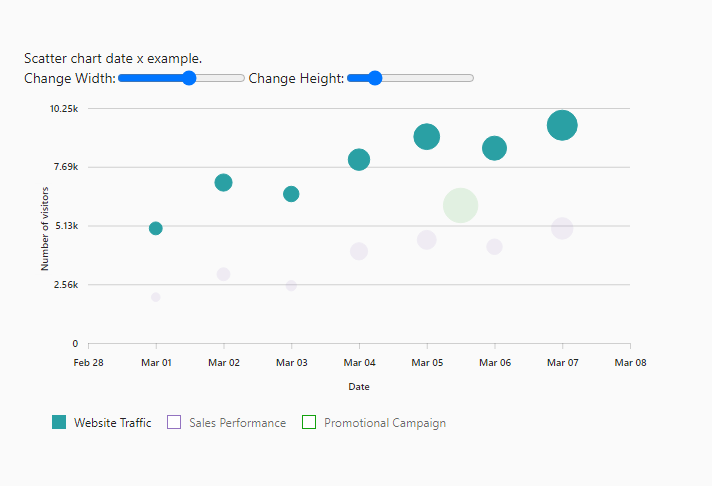 Scatter chart date x example.
Change Width: Change Height:
10.25k
7.69k
5.13k
2.56k
0
Number of visitors
Feb 28 Mar 01 Mar 02 Mar 03 Mar 04 Mar 05 Mar 06 Mar 07 Mar 08
Date
Website Traffic Sales Performance Promotional Campaign